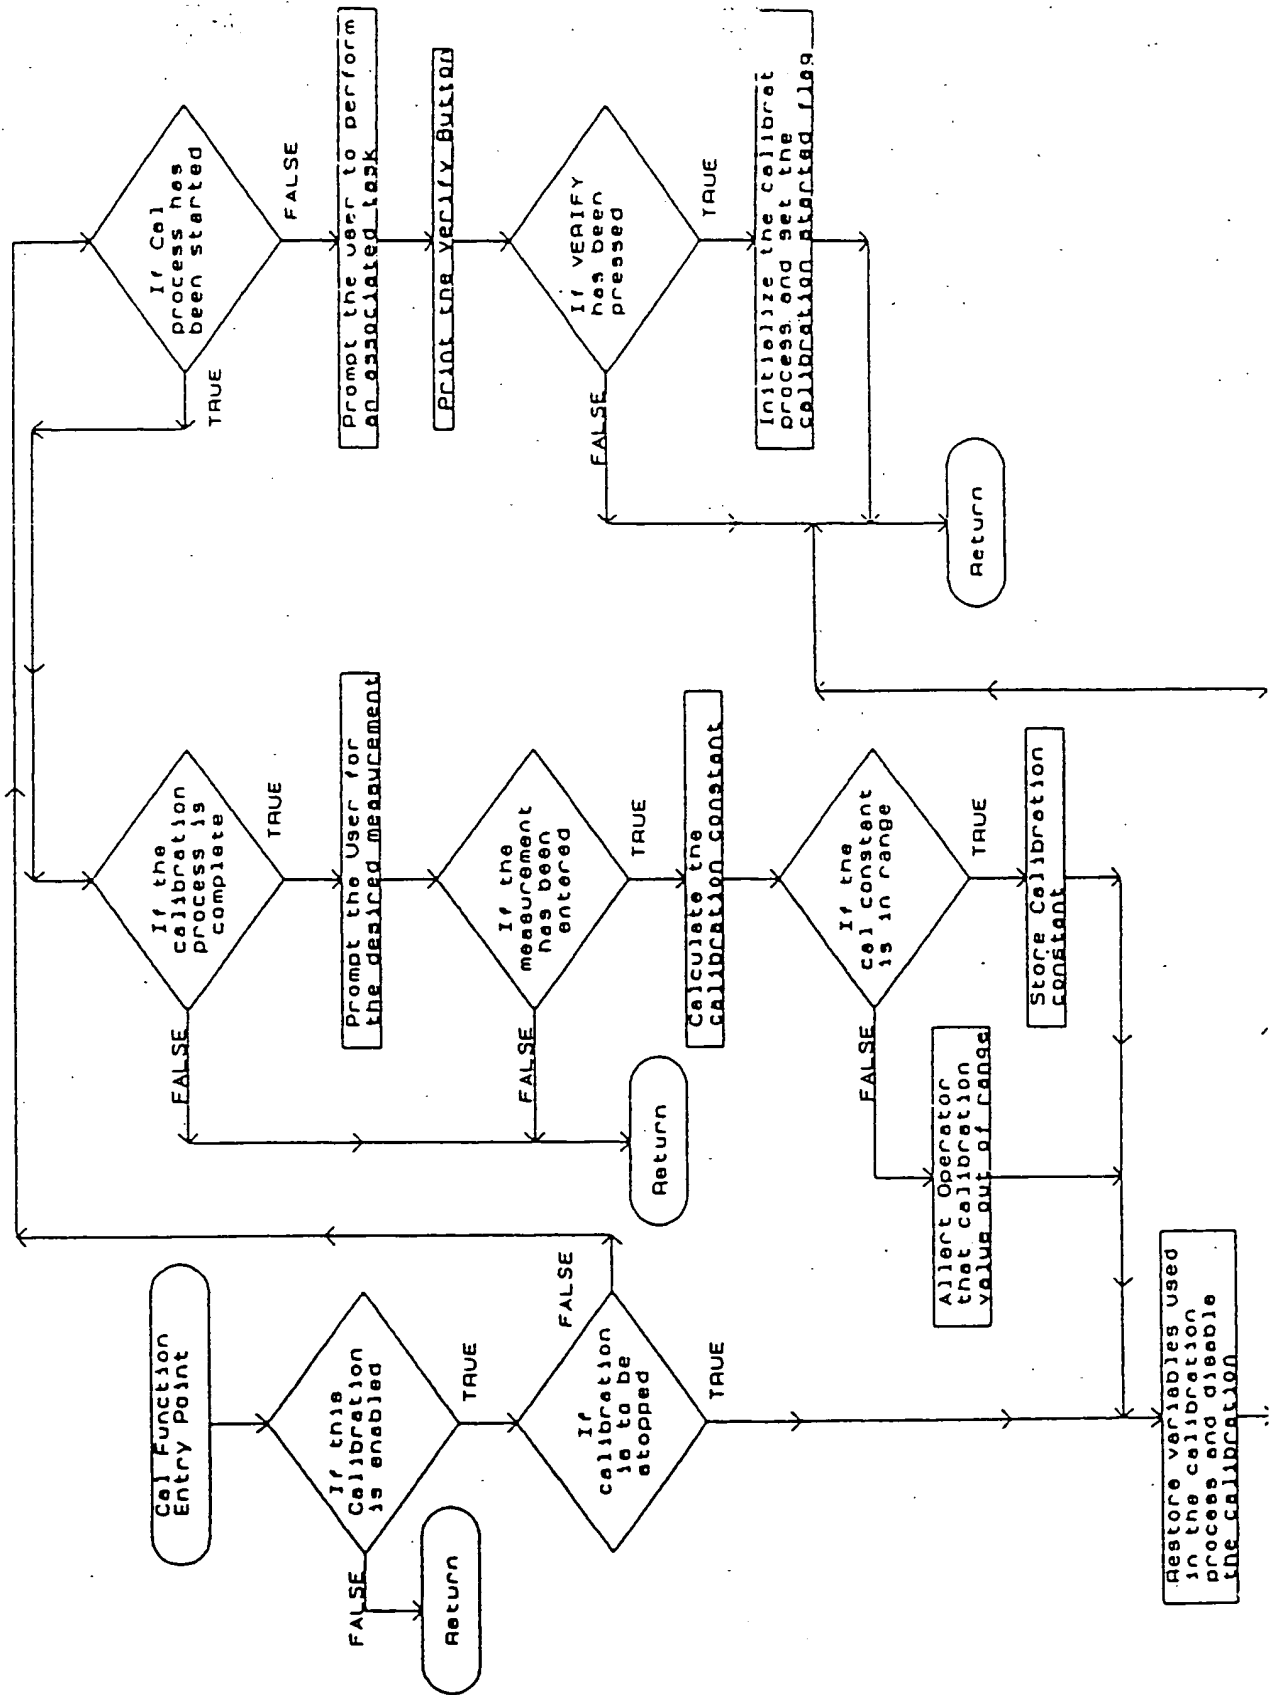 Cal Function
Entry Point
If this
Calibration
is enabled
FALSE
TRUE
Return
If
calibration
is to be
stopped
FALSE
TRUE
Restore variables used
in the calibration
process and disable
the calibration
If the
calibration
process is
complete
FALSE
TRUE
Prompt the User for
the desired measurement
If the
measurement
has been
entered
FALSE
TRUE
Return
Calculate the
calibration constant
If the
cal constant
is in range
FALSE
TRUE
Allert Operator
that calibration
value out of range
Store Calibration
constant
If Cal
process has
been started
TRUE
FALSE
Prompt the user to perform
an associated task
Print the verify Button
If VERIFY
has been
pressed
FALSE
TRUE
Initialize the calibrat
process and set the
calibration started flag
Return